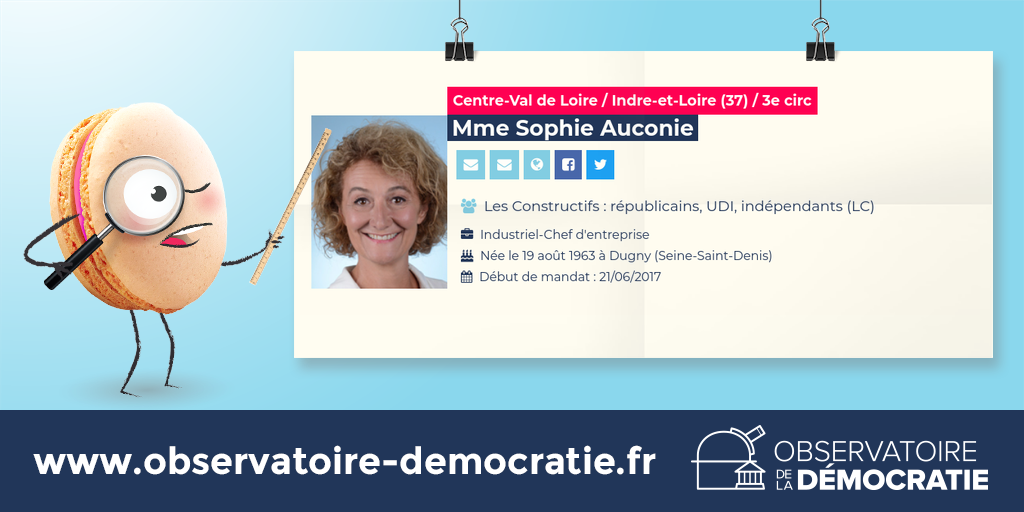 Centre-Val de Loire / Indre-et-Loire (37) / 3e circ
Mme Sophie Auconie
Les Constructifs : républicains, UDI, indépendants (LC)
Industriel-Chef d'entreprise
Née le 19 août 1963 à Dugny (Seine-Saint-Denis)
Début de mandat : 21/06/2017
www.observatoire-democratie.fr
OBSERVATOIRE
DE LA DÉMOCRATIE